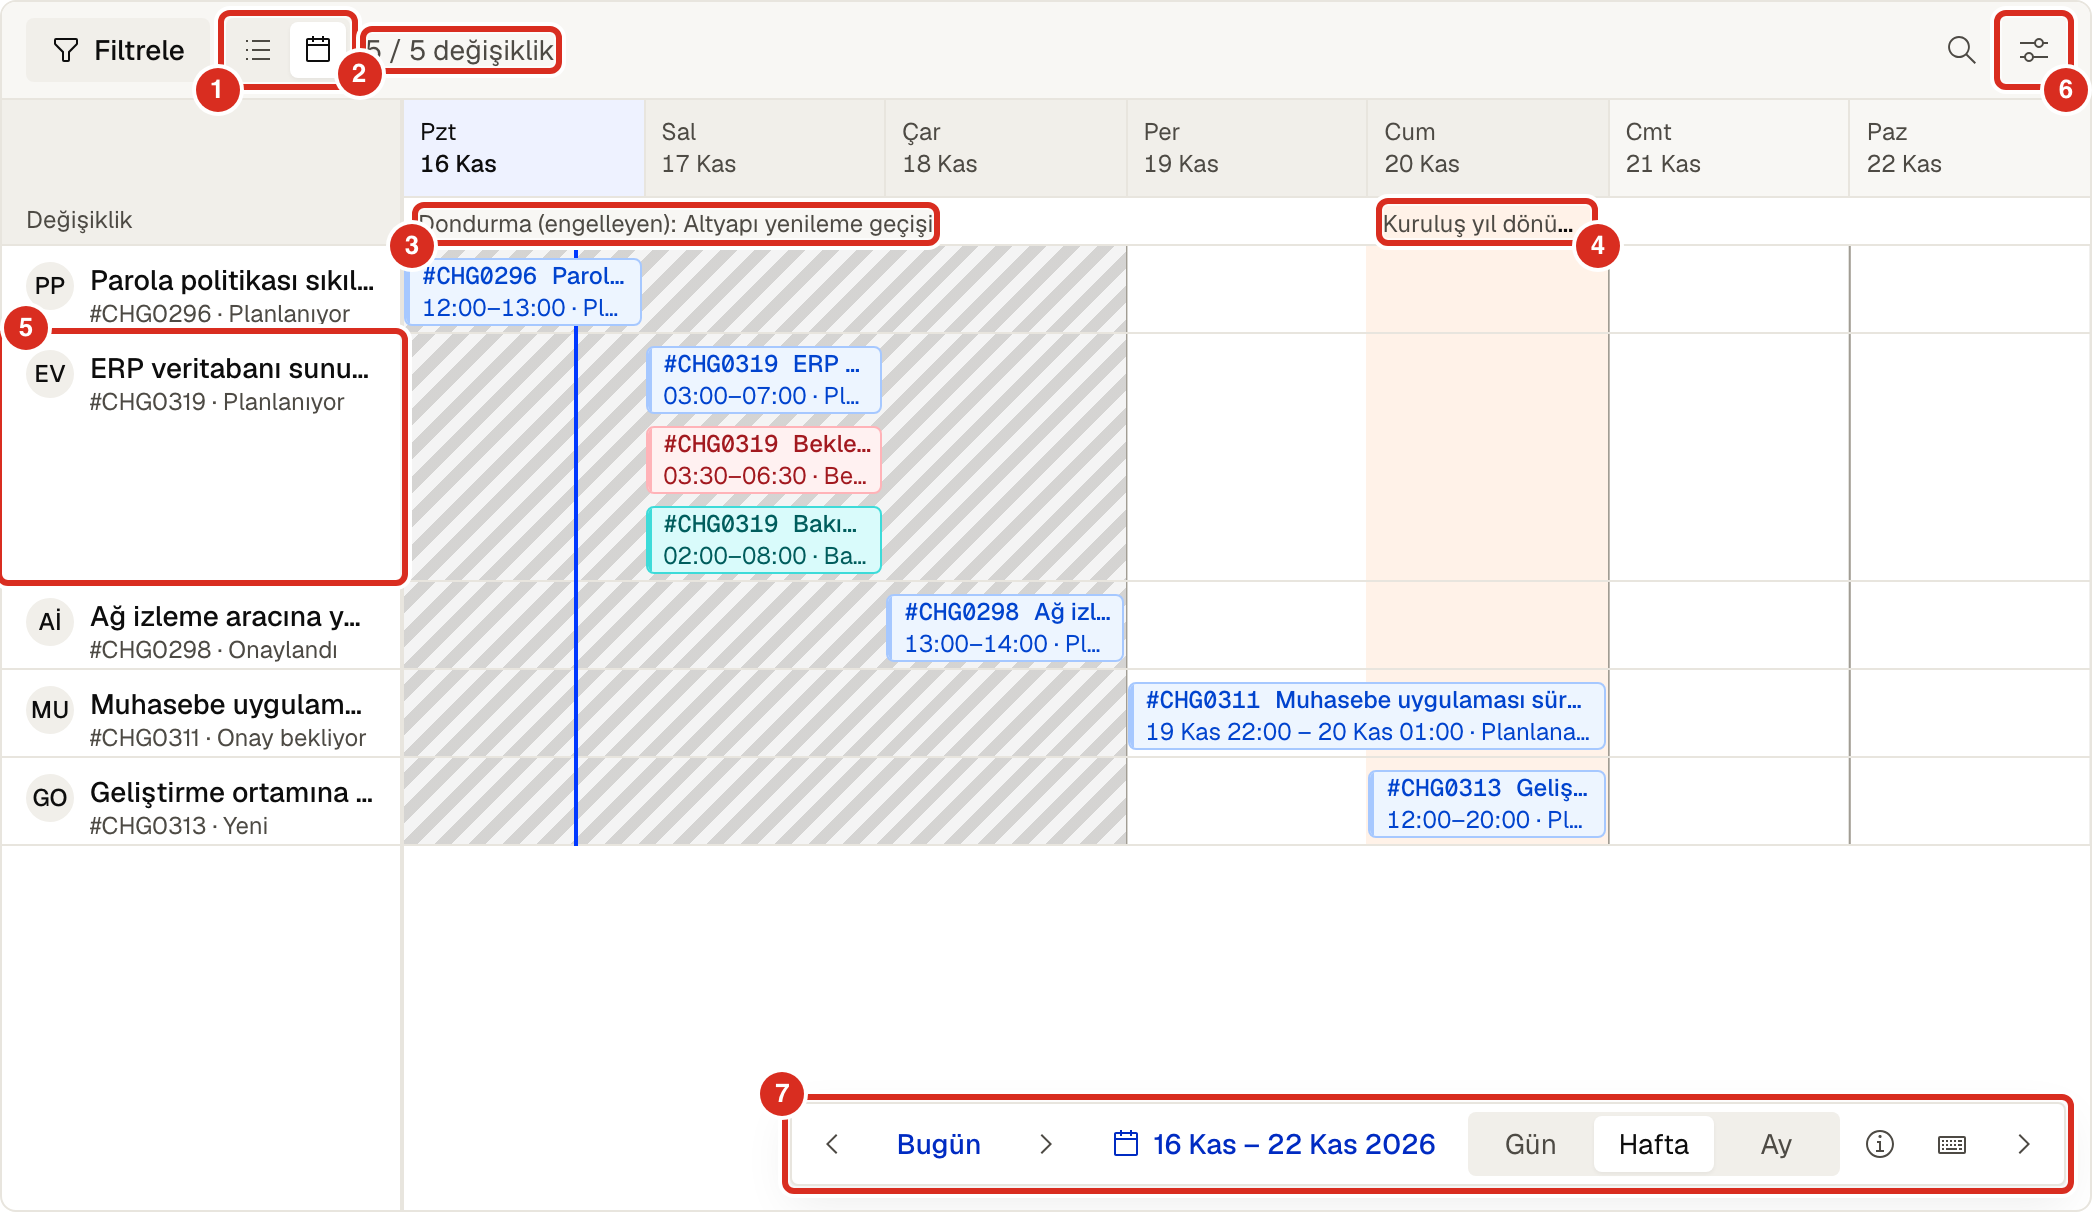 Filtrele
5 / 5 değişiklik
1
2
6
Değişiklik
Pzt
16 Kas
Sal
17 Kas
Çar
18 Kas
Per
19 Kas
Cum
20 Kas
Cmt
21 Kas
Paz
22 Kas
Dondurma (engelleyen): Altyapı yenileme geçişi
Kuruluş yıl dönü...
3
4
PP
Parola politikası sıkıl...
#CHG0296 · Planlanıyor
#CHG0296 Parol...
12:00–13:00 · Pl...
5
EV
ERP veritabanı sunu...
#CHG0319 · Planlanıyor
#CHG0319 ERP ...
03:00–07:00 · Pl...
#CHG0319 Bekle...
03:30–06:30 · Be...
#CHG0319 Bakı...
02:00–08:00 · Ba...
Aİ
Ağ izleme aracına y...
#CHG0298 · Onaylandı
#CHG0298 Ağ izl...
13:00–14:00 · Pl...
MU
Muhasebe uygulam...
#CHG0311 · Onay bekliyor
#CHG0311 Muhasebe uygulaması sür...
19 Kas 22:00 – 20 Kas 01:00 · Planlana...
GO
Geliştirme ortamına ...
#CHG0313 · Yeni
#CHG0313 Geliş...
12:00–20:00 · Pl...
7
Bugün
16 Kas – 22 Kas 2026
Gün
Hafta
Ay